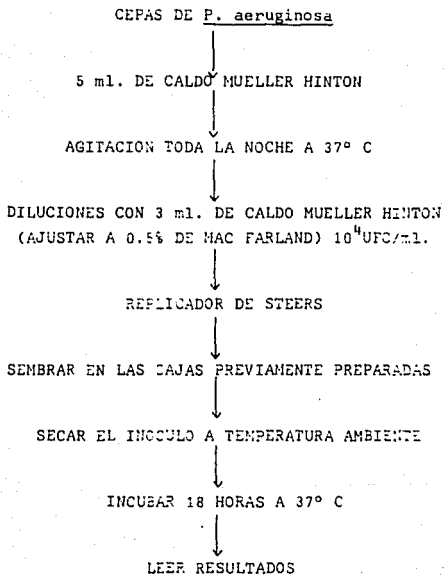 CEPAS DE P. aeruginosa
5 ml. DE CALDO MUELLER HINTON
AGITACION TODA LA NOCHE A 37º C
DILUCIONES CON 3 ml. DE CALDO MUELLER HINTON
(AJUSTAR A 0.5% DE MAC FARLAND) 10⁴UFC/ml.
REPLICADOR DE STEERS
SEMBRAR EN LAS CAJAS PREVIAMENTE PREPARADAS
SECAR EL INOCULO A TEMPERATURA AMBIENTE
INCUBAR 18 HORAS A 37º C
LEER RESULTADOS